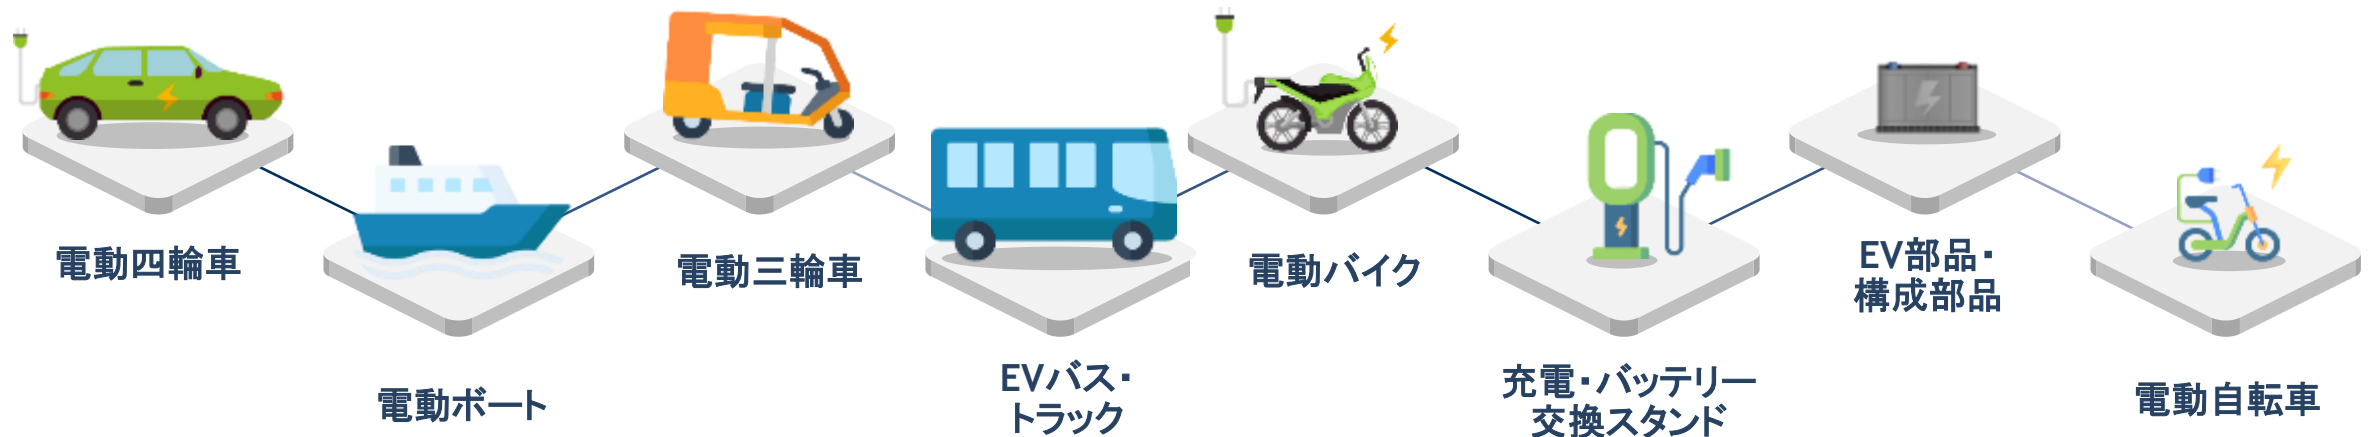 電動四輪車
電動ボート
電動三輪車
EVバス・
トラック
電動バイク
充電・バッテリー
交換スタンド
EV部品・
構成部品
電動自転車